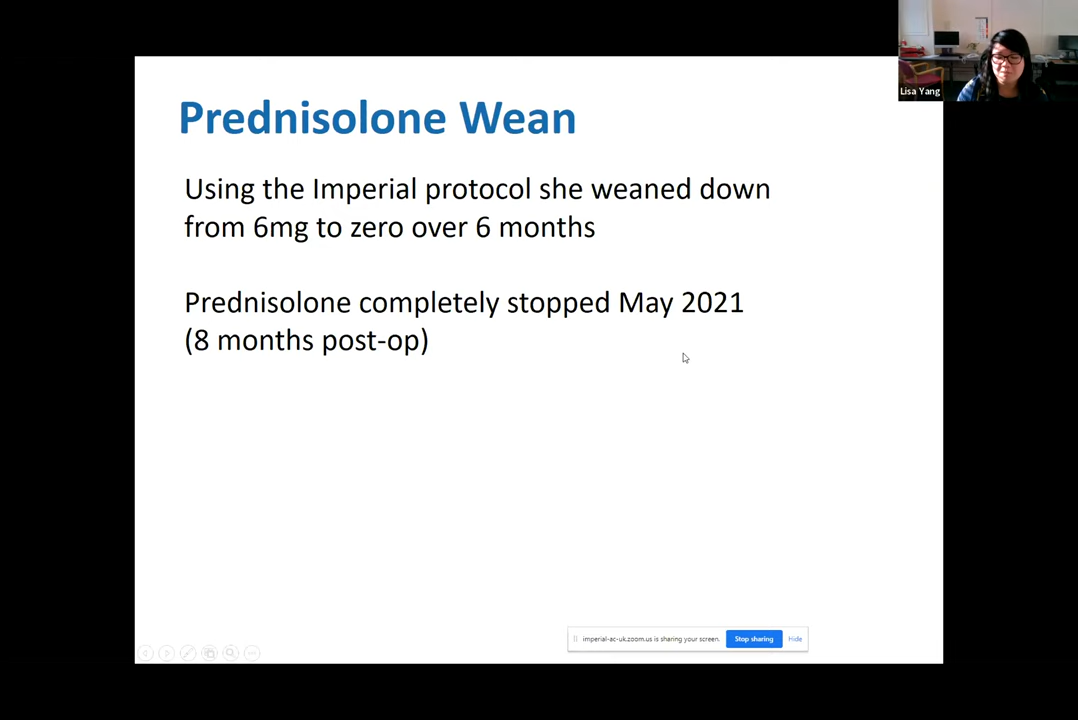 Lisa Yang
Prednisolone Wean
Using the Imperial protocol she weaned down
from 6mg to zero over 6 months
Prednisolone completely stopped May 2021
(8 months post-op)
imperial-ac-uk.zoom.us is sharing your screen.
Stop sharing
Hide